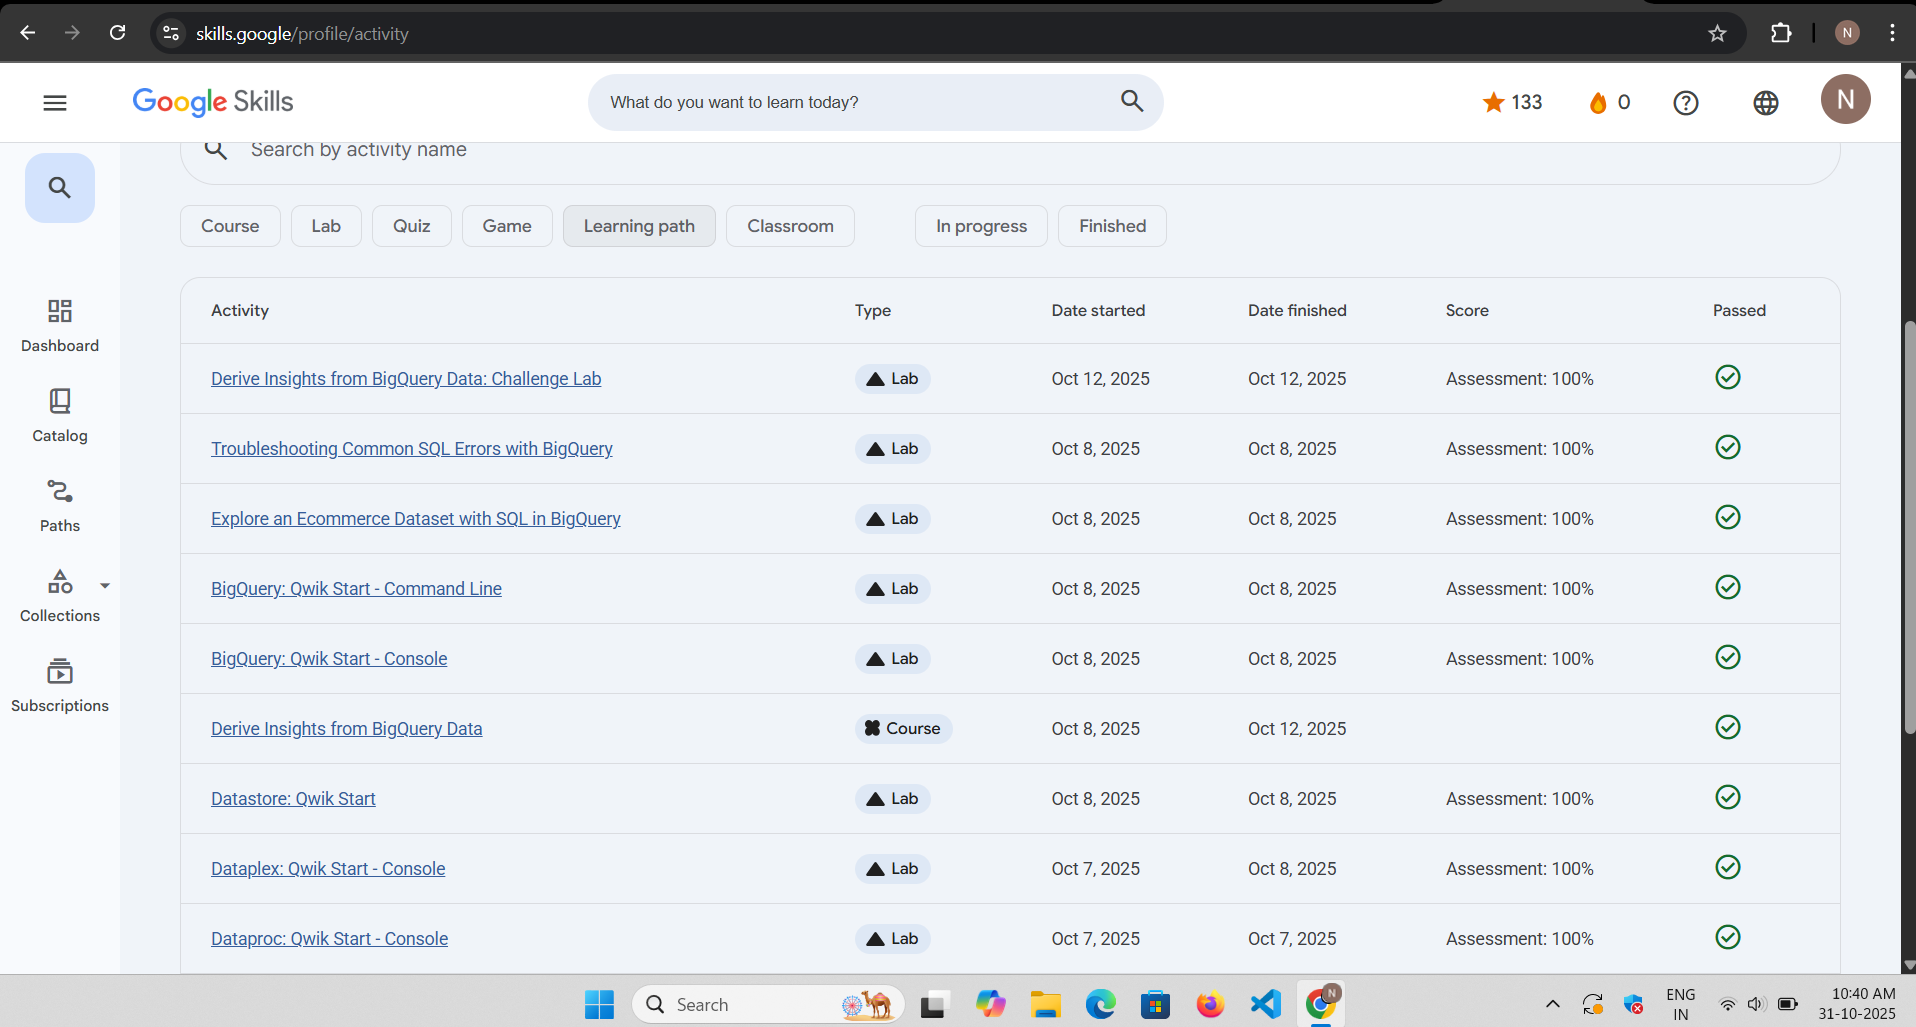 skills.google/profile/activity
N
Google Skills
What do you want to learn today?
133
0
N
Search by activity name
Course
Lab
Quiz
Game
Learning path
Classroom
In progress
Finished
Dashboard
Catalog
Paths
Collections
Subscriptions
Activity Type Date started Date finished Score Passed
Derive Insights from BigQuery Data: Challenge Lab Lab Oct 12, 2025 Oct 12, 2025 Assessment: 100%
Troubleshooting Common SQL Errors with BigQuery Lab Oct 8, 2025 Oct 8, 2025 Assessment: 100%
Explore an Ecommerce Dataset with SQL in BigQuery Lab Oct 8, 2025 Oct 8, 2025 Assessment: 100%
BigQuery: Qwik Start - Command Line Lab Oct 8, 2025 Oct 8, 2025 Assessment: 100%
BigQuery: Qwik Start - Console Lab Oct 8, 2025 Oct 8, 2025 Assessment: 100%
Derive Insights from BigQuery Data Course Oct 8, 2025 Oct 12, 2025
Datastore: Qwik Start Lab Oct 8, 2025 Oct 8, 2025 Assessment: 100%
Dataplex: Qwik Start - Console Lab Oct 7, 2025 Oct 8, 2025 Assessment: 100%
Dataproc: Qwik Start - Console Lab Oct 7, 2025 Oct 7, 2025 Assessment: 100%
Search
N
ENG
IN
10:40 AM
31-10-2025